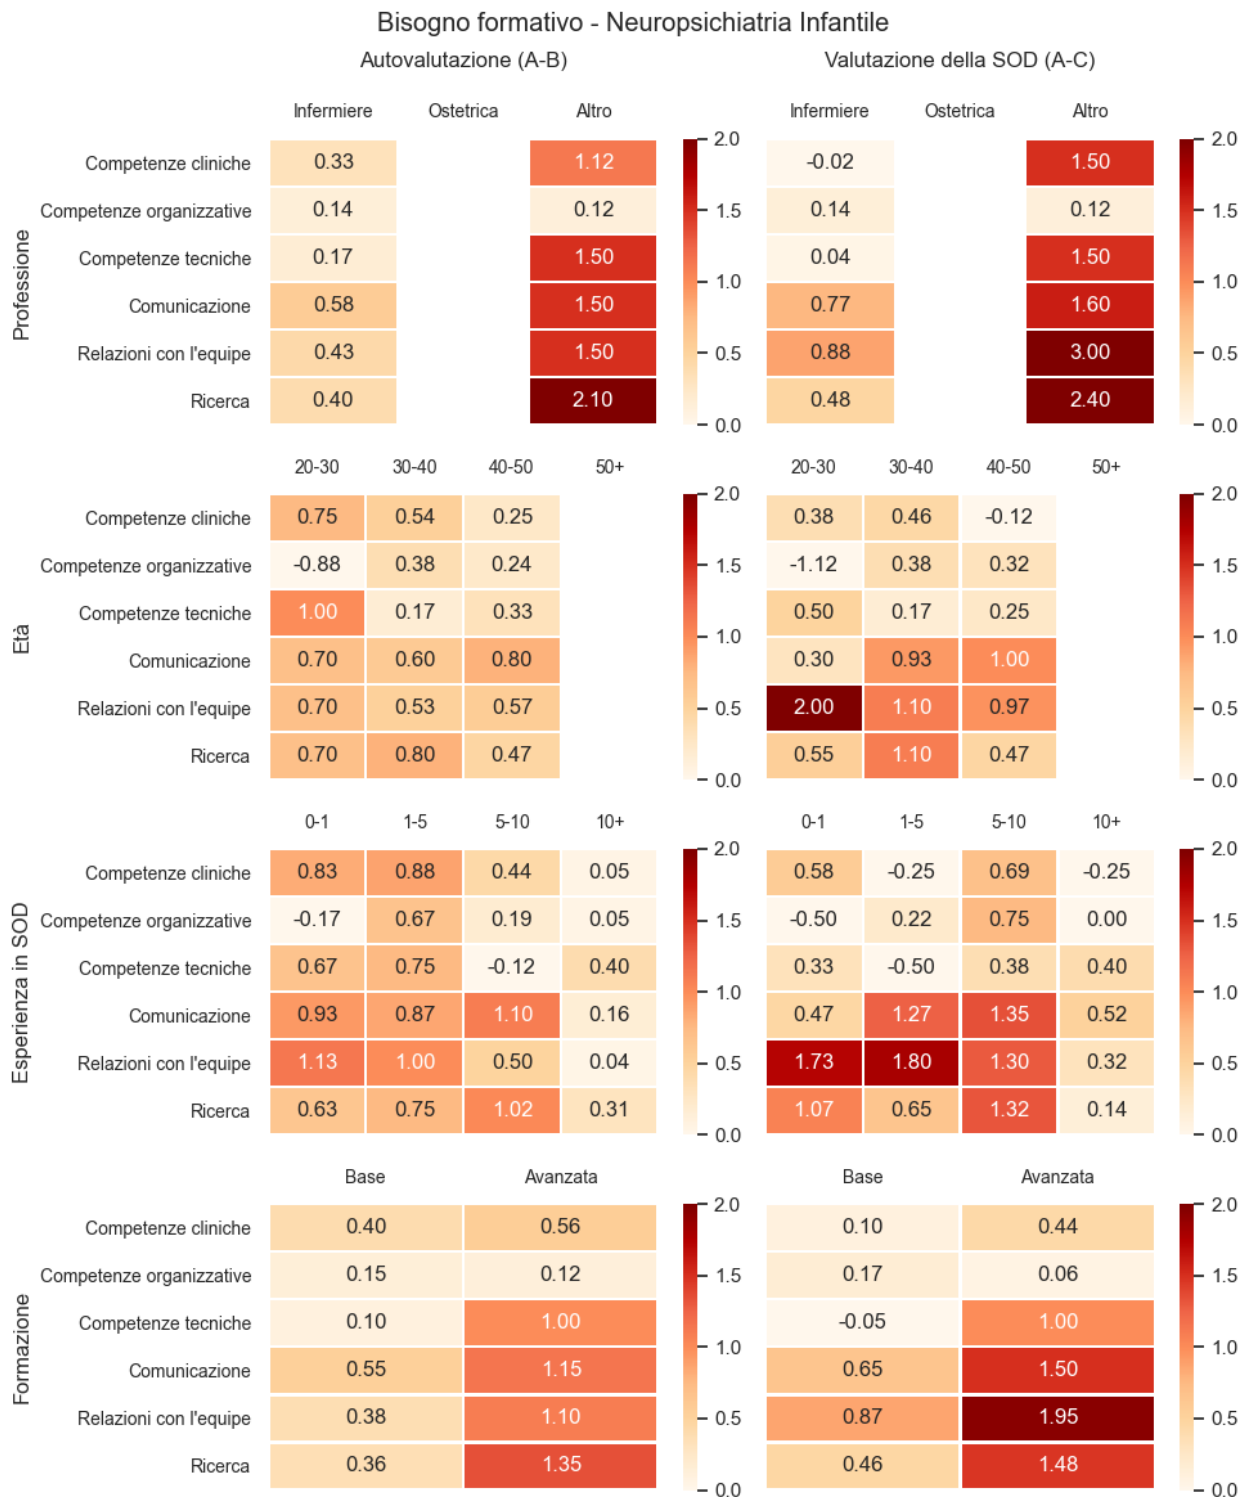 Bisogno formativo - Neuropsichiatria Infantile
Autovalutazione (A-B)
Valutazione della SOD (A-C)
Infermiere Ostetrica Altro
Infermiere Ostetrica Altro
Professione
Competenze cliniche 0.33 1.12 2.0 -0.02 1.50 2.0
Competenze organizzative 0.14 0.12 1.5 0.14 0.12 1.5
Competenze tecniche 0.17 1.50 1.0 0.04 1.50 1.0
Comunicazione 0.58 1.50 0.77 1.60
Relazioni con l'equipe 0.43 1.50 0.5 0.88 3.00 0.5
Ricerca 0.40 2.10 0.0 0.48 2.40 0.0
20-30 30-40 40-50 50+
20-30 30-40 40-50 50+
Età
Competenze cliniche 0.75 0.54 0.25 2.0 0.38 0.46 -0.12 2.0
Competenze organizzative -0.88 0.38 0.24 1.5 -1.12 0.38 0.32 1.5
Competenze tecniche 1.00 0.17 0.33 1.0 0.50 0.17 0.25 1.0
Comunicazione 0.70 0.60 0.80 0.30 0.93 1.00
Relazioni con l'equipe 0.70 0.53 0.57 0.5 2.00 1.10 0.97 0.5
Ricerca 0.70 0.80 0.47 0.0 0.55 1.10 0.47 0.0
0-1 1-5 5-10 10+
0-1 1-5 5-10 10+
Esperienza in SOD
Competenze cliniche 0.83 0.88 0.44 0.05 2.0 0.58 -0.25 0.69 -0.25 2.0
Competenze organizzative -0.17 0.67 0.19 0.05 1.5 -0.50 0.22 0.75 0.00 1.5
Competenze tecniche 0.67 0.75 -0.12 0.40 1.0 0.33 -0.50 0.38 0.40 1.0
Comunicazione 0.93 0.87 1.10 0.16 0.47 1.27 1.35 0.52
Relazioni con l'equipe 1.13 1.00 0.50 0.04 0.5 1.73 1.80 1.30 0.32 0.5
Ricerca 0.63 0.75 1.02 0.31 0.0 1.07 0.65 1.32 0.14 0.0
Base Avanzata
Base Avanzata
Formazione
Competenze cliniche 0.40 0.56 2.0 0.10 0.44 2.0
Competenze organizzative 0.15 0.12 1.5 0.17 0.06 1.5
Competenze tecniche 0.10 1.00 1.0 -0.05 1.00 1.0
Comunicazione 0.55 1.15 0.65 1.50
Relazioni con l'equipe 0.38 1.10 0.5 0.87 1.95 0.5
Ricerca 0.36 1.35 0.0 0.46 1.48 0.0